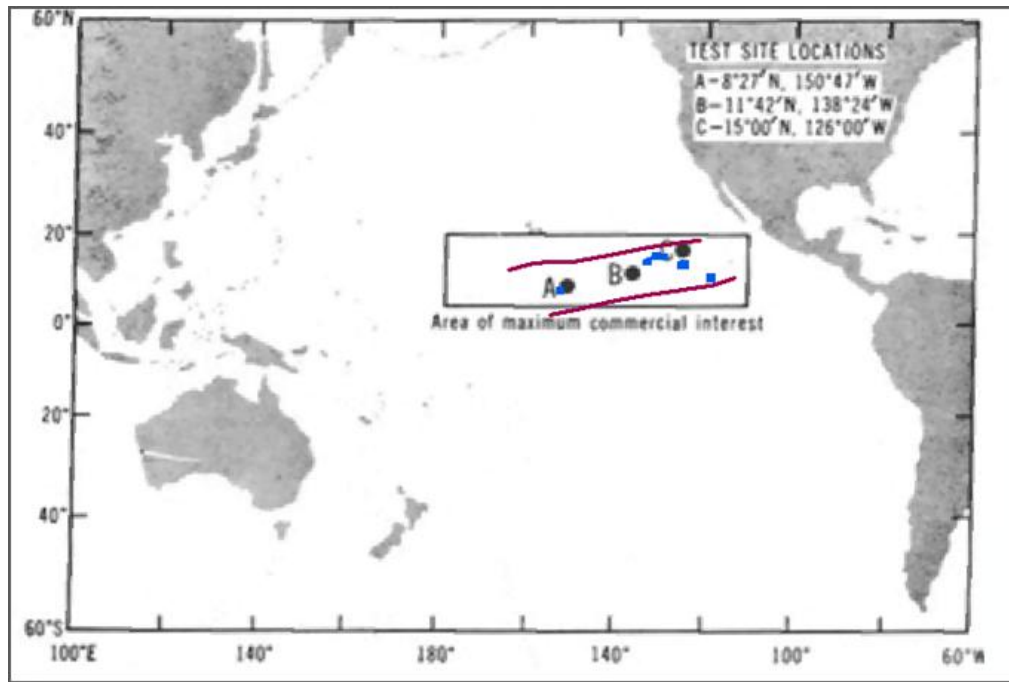 60°N
TEST SITE LOCATIONS
A-8°27'N, 150°47'W
B-11°42'N, 138°24'W
C-15°00'N, 126°00'W
40°
20°
C
B
A
0°
Area of maximum commercial interest
20°
40°
60°S
100°E 140° 180° 140° 100° 60°W